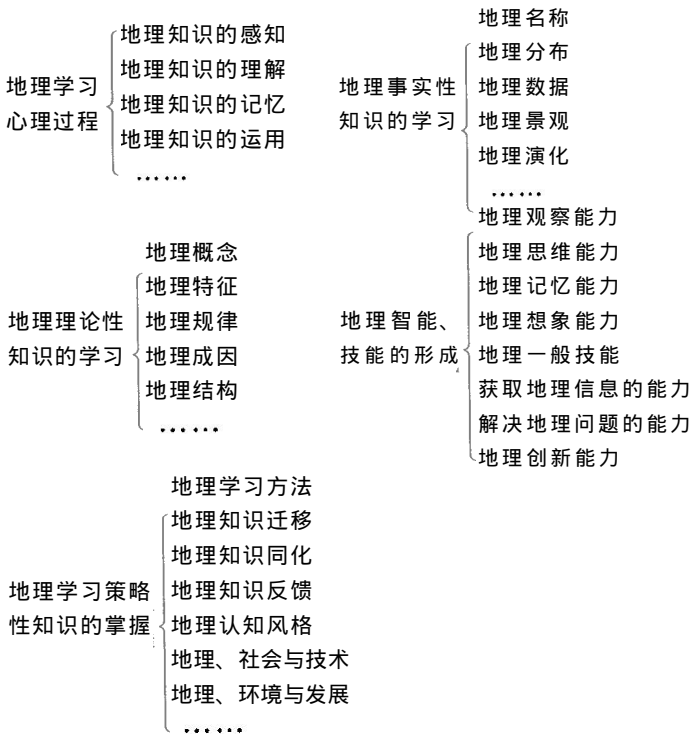 地理学习
心理过程
地理知识的感知
地理知识的理解
地理知识的记忆
地理知识的运用
……
地理事实性
知识的学习
地理名称
地理分布
地理数据
地理景观
地理演化
……
地理理论性
知识的学习
地理概念
地理特征
地理规律
地理成因
地理结构
……
地理智能、
技能的形成
地理观察能力
地理思维能力
地理记忆能力
地理想象能力
地理一般技能
获取地理信息的能力
解决地理问题的能力
地理创新能力
地理学习策略
性知识的掌握
地理学习方法
地理知识迁移
地理知识同化
地理知识反馈
地理认知风格
地理、社会与技术
地理、环境与发展
……